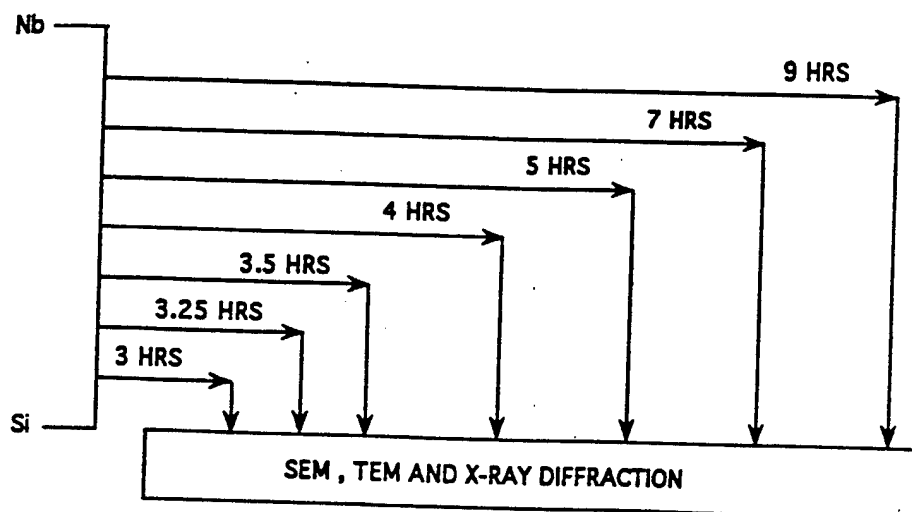 Nb
9 HRS
7 HRS
5 HRS
4 HRS
3.5 HRS
3.25 HRS
3 HRS
Si
SEM , TEM AND X-RAY DIFFRACTION